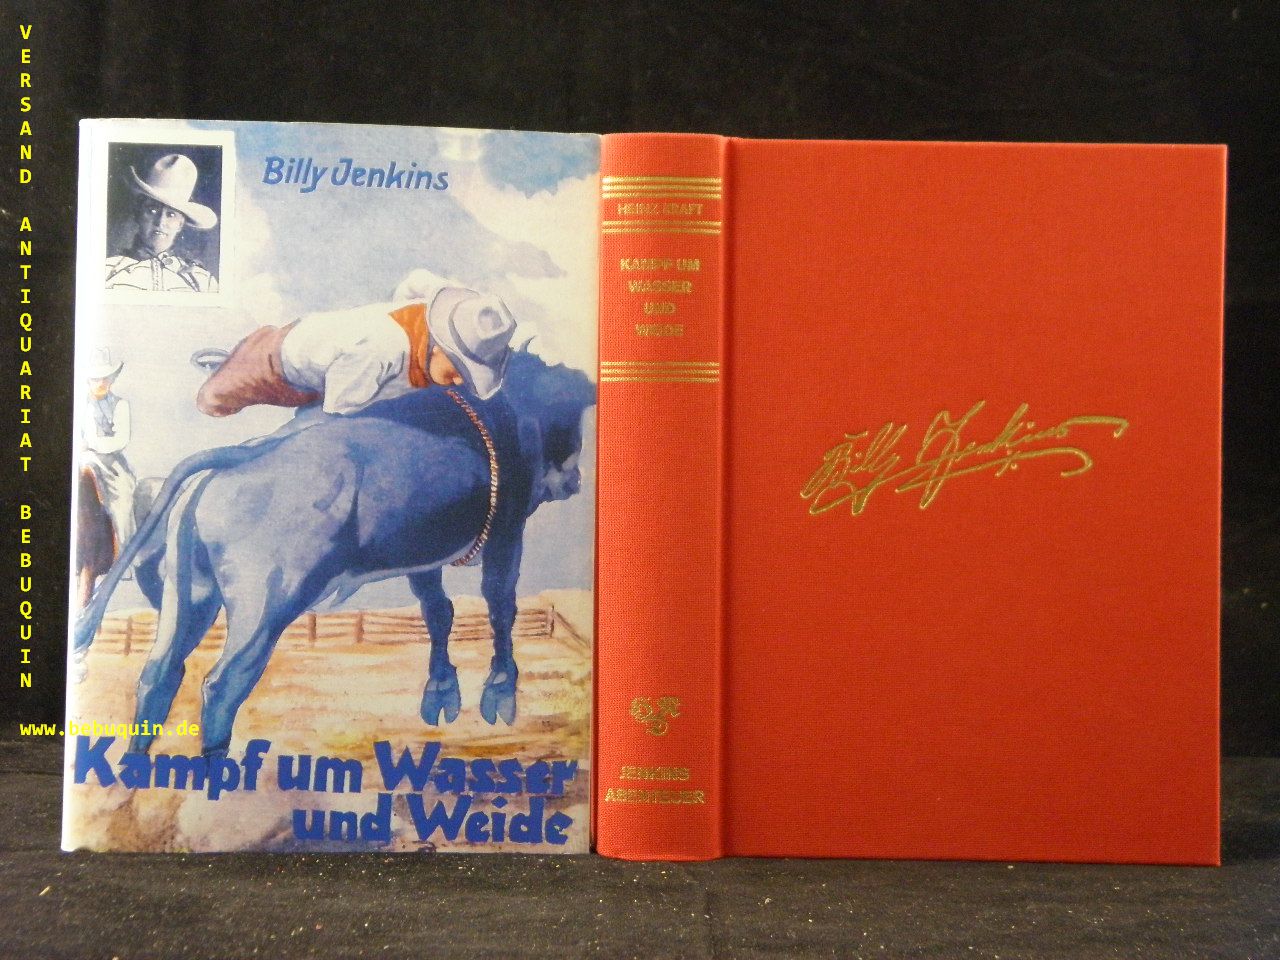 VERSAND ANTIQUARIAT BEBUQUIN
www.bebuquin.de
Billy Jenkins
Kampf um Wasser
und Weide
HEINZ KRAFT
KAMPF UM
WASSER
UND
WEIDE
JENKINS
ABENTEUER
Billy Jenkins